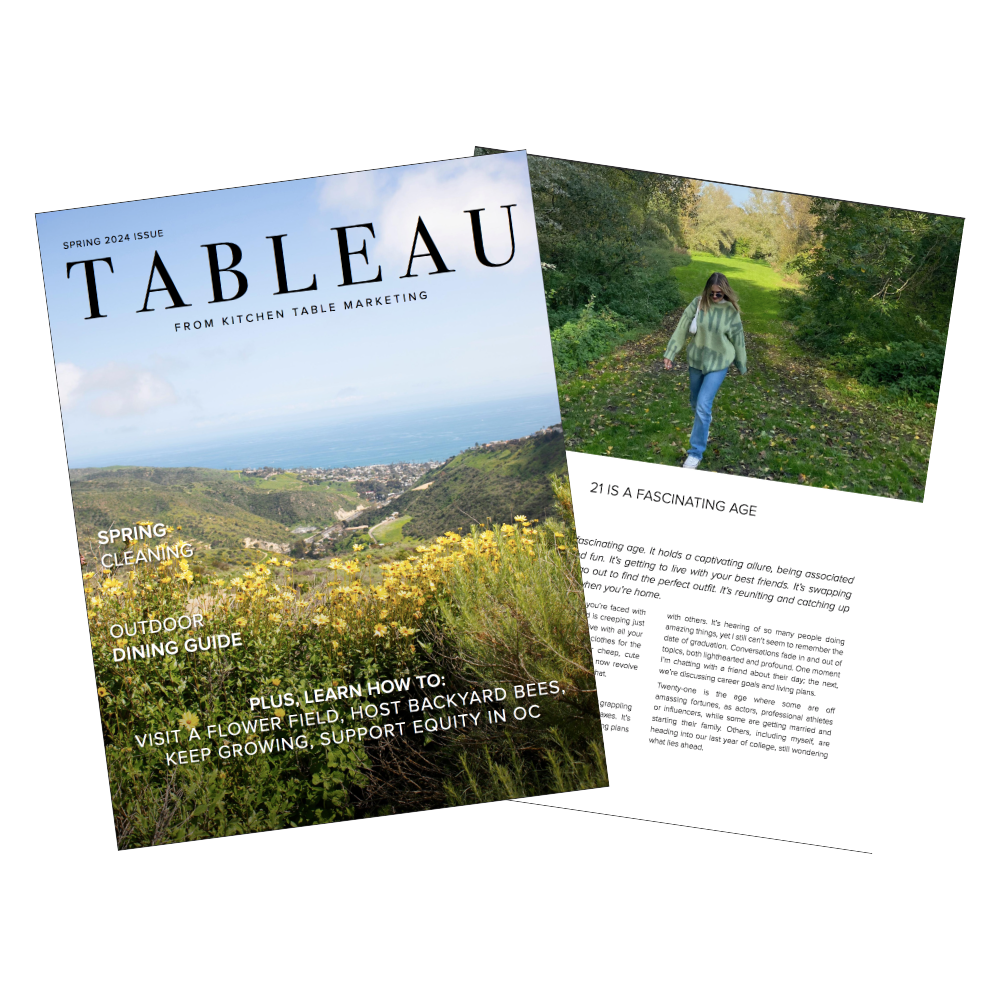 SPRING 2024 ISSUE
TABLEAU
FROM KITCHEN TABLE MARKETING
SPRING
CLEANING
OUTDOOR
DINING GUIDE
PLUS, LEARN HOW TO:
VISIT A FLOWER FIELD, HOST BACKYARD BEES,
KEEP GROWING, SUPPORT EQUITY IN OC
21 IS A FASCINATING AGE
fascinating age. It holds a captivating allure, being associated
fun. It's getting to live with your best friends. It's swapping
go out to find the perfect outfit. It's reuniting and catching up
when you're home.
you're faced with
is creeping just
with all your
clothes for the
cheap, cute
now revolve
grappling
It's
plans
with others. It's hearing of so many people doing
amazing things, yet I still can't seem to remember the
date of graduation. Conversations fade in and out of
topics, both lighthearted and profound. One moment
I'm chatting with a friend about their day; the next,
we're discussing career goals and living plans.
Twenty-one is the age where some are off
amassing fortunes, as actors, professional athletes
or influencers, while some are getting married and
starting their family. Others, including myself, are
heading into our last year of college, still wondering
what lies ahead.